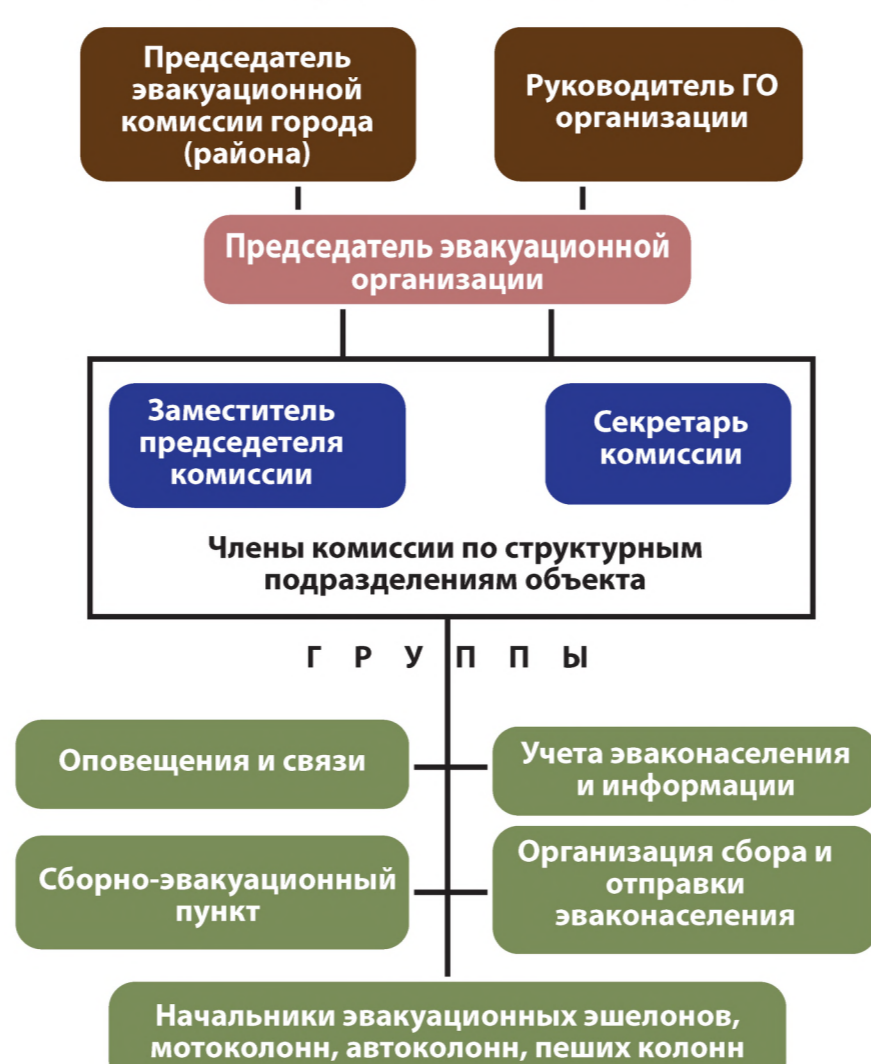 Председатель
эвакуационной
комиссии города
(района)
Руководитель ГО
организации
Председатель эвакуационной
организации
Заместитель
председетеля
комиссии
Секретарь
комиссии
Члены комиссии по структурным
подразделениям объекта
Г Р У П П Ы
Оповещения и связи
Учета эваконаселения
и информации
Сборно-эвакуационный
пункт
Организация сбора и
отправки
эваконаселения
Начальники эвакуационных эшелонов,
мотоколонн, автоколонн, пеших колонн